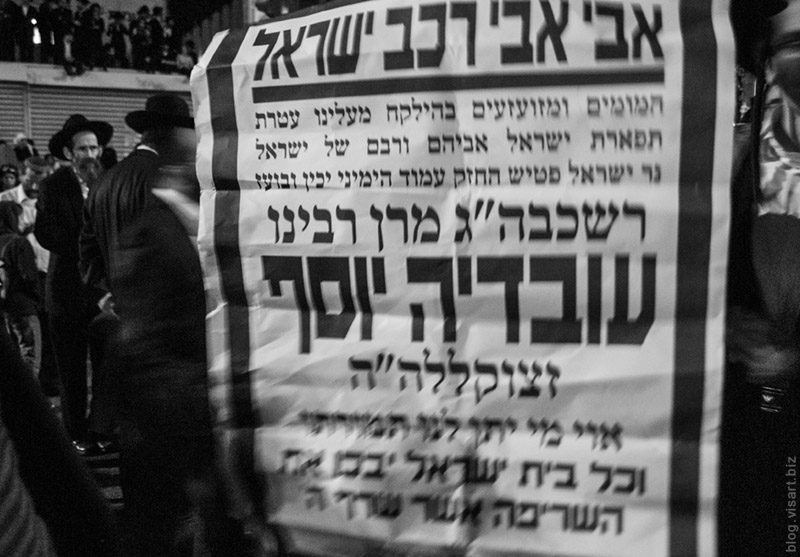 אבי אבי רכב ישראל
המומים ומזועזעים בהילקח מעלינו עטרת
תפארת ישראל אביהם ורבם של ישראל
נר ישראל פטיש החזק עמוד הימיני יכין ובועז
רשכבה״ג מרן רבינו
עובדיה יוסף
זצוקללה״ה
אוי מי יתן לנו תמורתו
וכל בית ישראל יבכו את
השריפה אשר שרף ה
blog.visart.biz